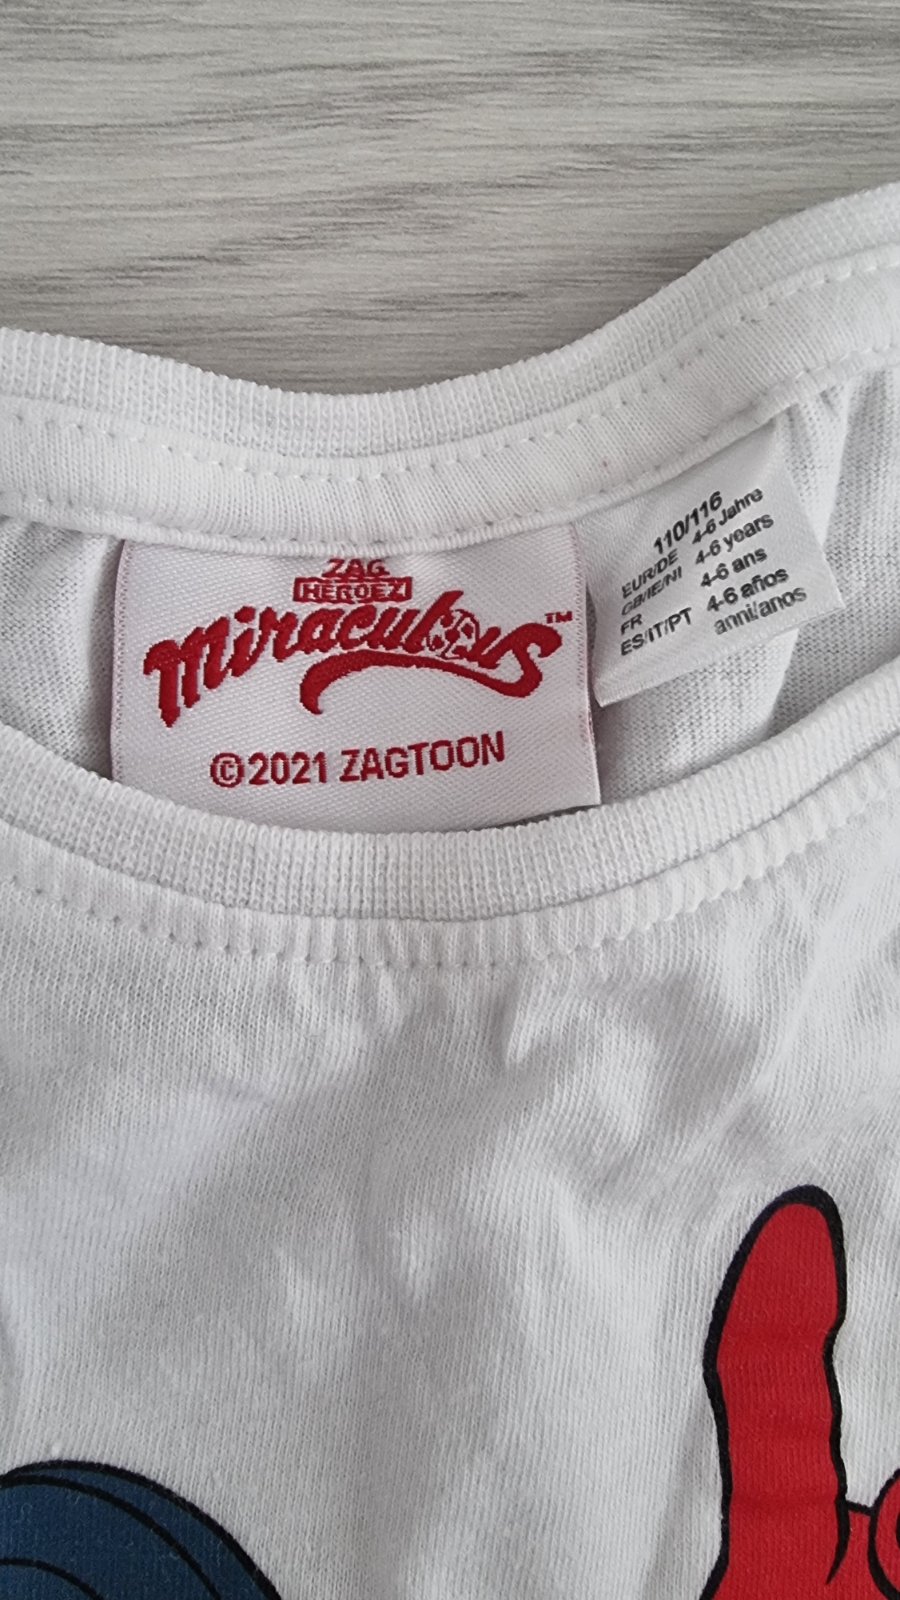 ZAG
HEROEZ
Miraculous™
©2021 ZAGTOON
110/116
EUR/DE 4-6 Jahre
GB/IE/NI 4-6 years
FR 4-6 ans
ES/IT/PT 4-6 años
anni/anos